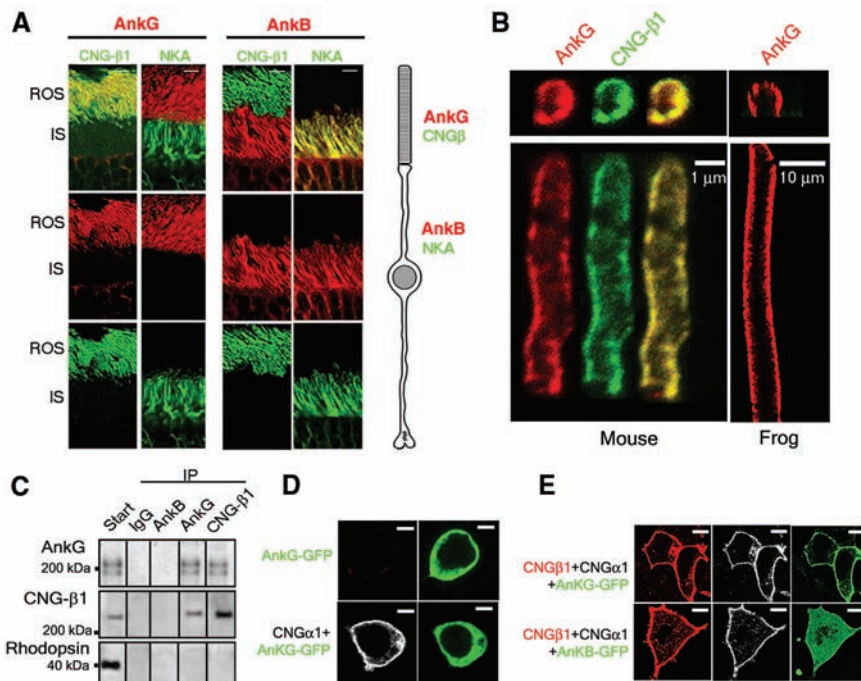 A
AnkG
AnkB
CNG-β1
NKA
CNG-β1
NKA
ROS
IS
ROS
IS
ROS
IS
AnkG
CNGβ
AnkB
NKA
B
AnkG
CNG-β1
AnkG
1 μm
10 μm
Mouse
Frog
C
IP
Start
IgG
AnkB
AnkG
CNG-β1
AnkG
200 kDa
CNG-β1
200 kDa
Rhodopsin
40 kDa
D
AnkG-GFP
CNGα1+
AnKG-GFP
E
CNGβ1+CNGα1
+AnKG-GFP
CNGβ1+CNGα1
+AnKB-GFP